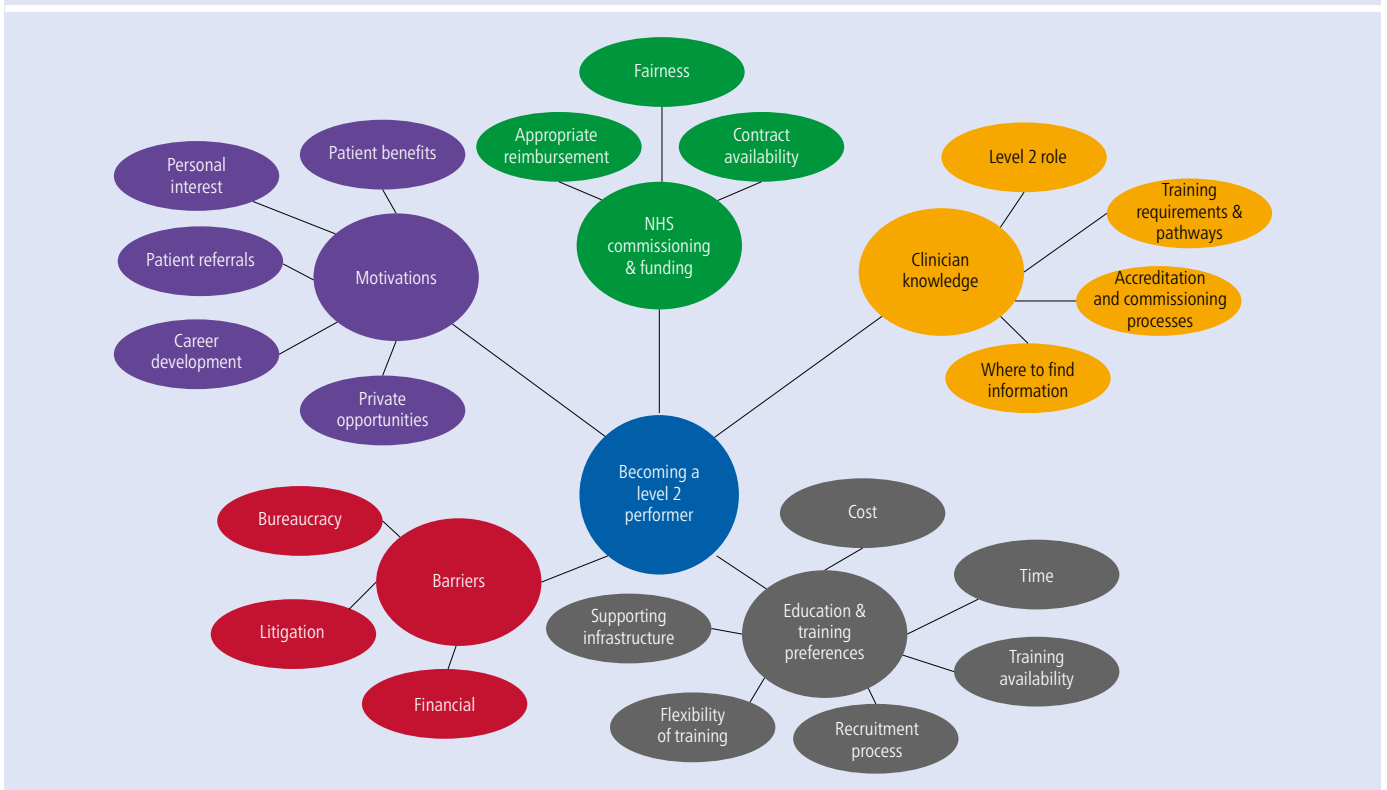 Fairness
Appropriate
reimbursement
Contract
availability
NHS
commissioning
& funding
Patient benefits
Personal
interest
Patient referrals
Motivations
Career
development
Private
opportunities
Level 2 role
Training
requirements &
pathways
Clinician
knowledge
Accreditation
and commissioning
processes
Where to find
information
Becoming a
level 2
performer
Bureaucracy
Barriers
Litigation
Financial
Cost
Time
Supporting
infrastructure
Education &
training
preferences
Training
availability
Flexibility
of training
Recruitment
process